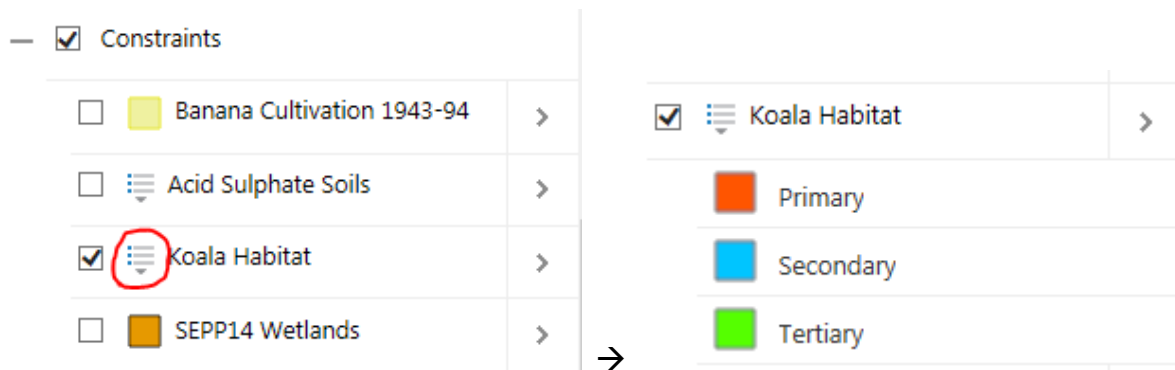 Constraints
Banana Cultivation 1943-94
Acid Sulphate Soils
Koala Habitat
SEPP14 Wetlands
→
Koala Habitat
Primary
Secondary
Tertiary